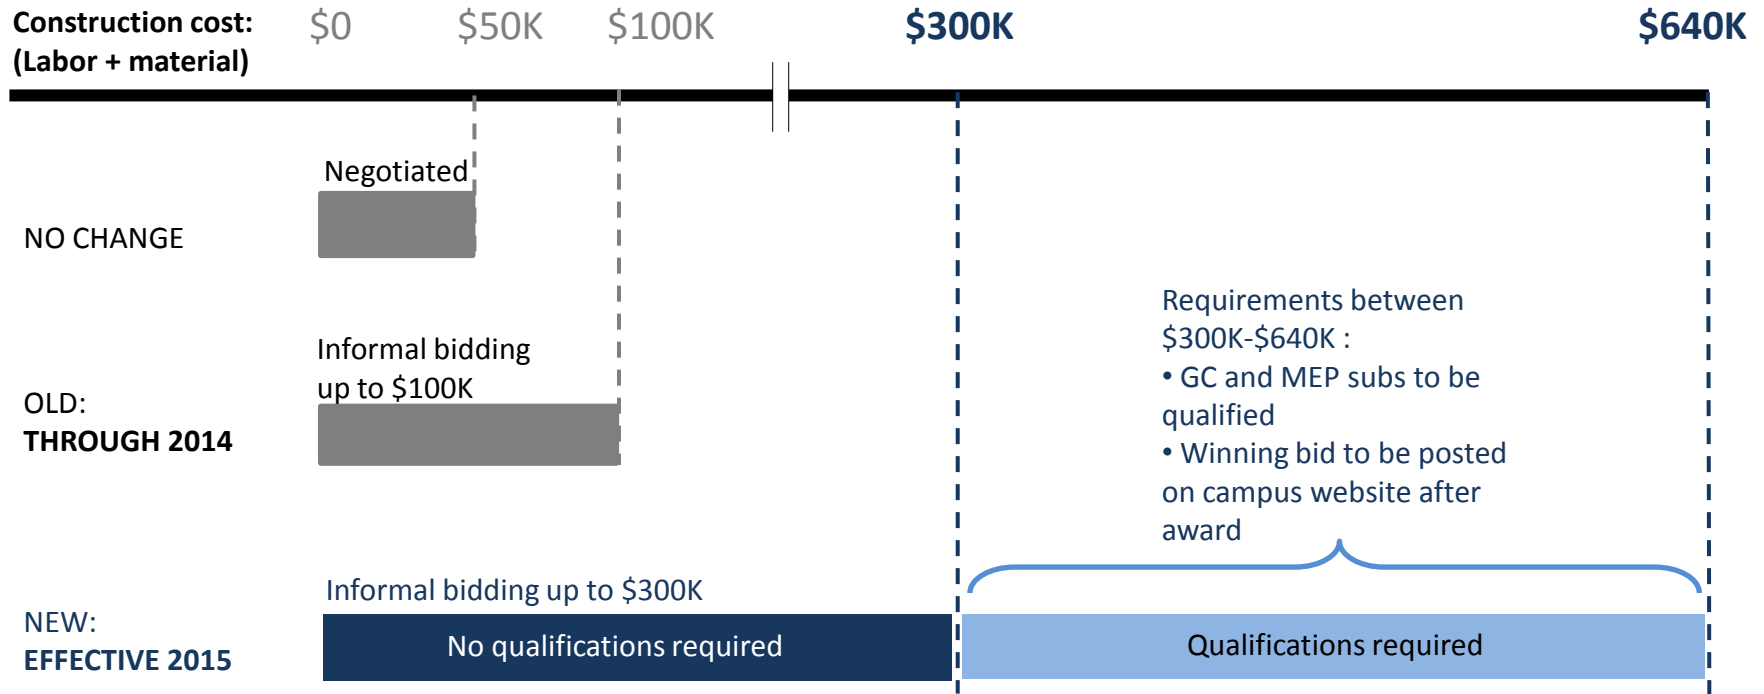 Construction cost:
(Labor + material)
$0
$50K
$100K
$300K
$640K
Negotiated
NO CHANGE
Informal bidding
up to $100K
OLD:
THROUGH 2014
Requirements between
$300K-$640K :
• GC and MEP subs to be
qualified
• Winning bid to be posted
on campus website after
award
Informal bidding up to $300K
NEW:
EFFECTIVE 2015
No qualifications required
Qualifications required